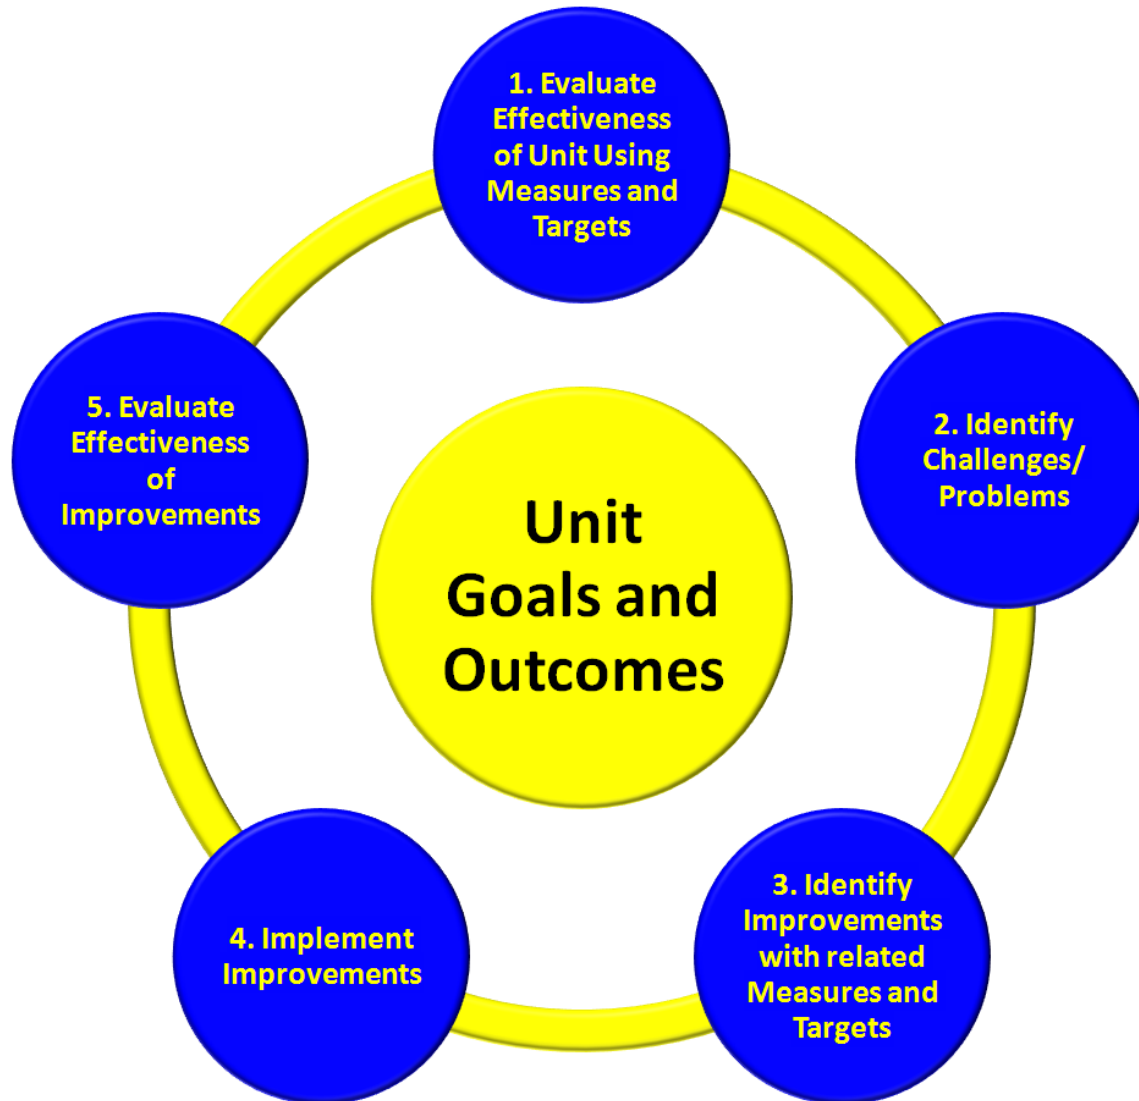 1. Evaluate
Effectiveness
of Unit Using
Measures and
Targets
2. Identify
Challenges/
Problems
3. Identify
Improvements
with related
Measures and
Targets
4. Implement
Improvements
5. Evaluate
Effectiveness
of
Improvements
Unit
Goals and
Outcomes